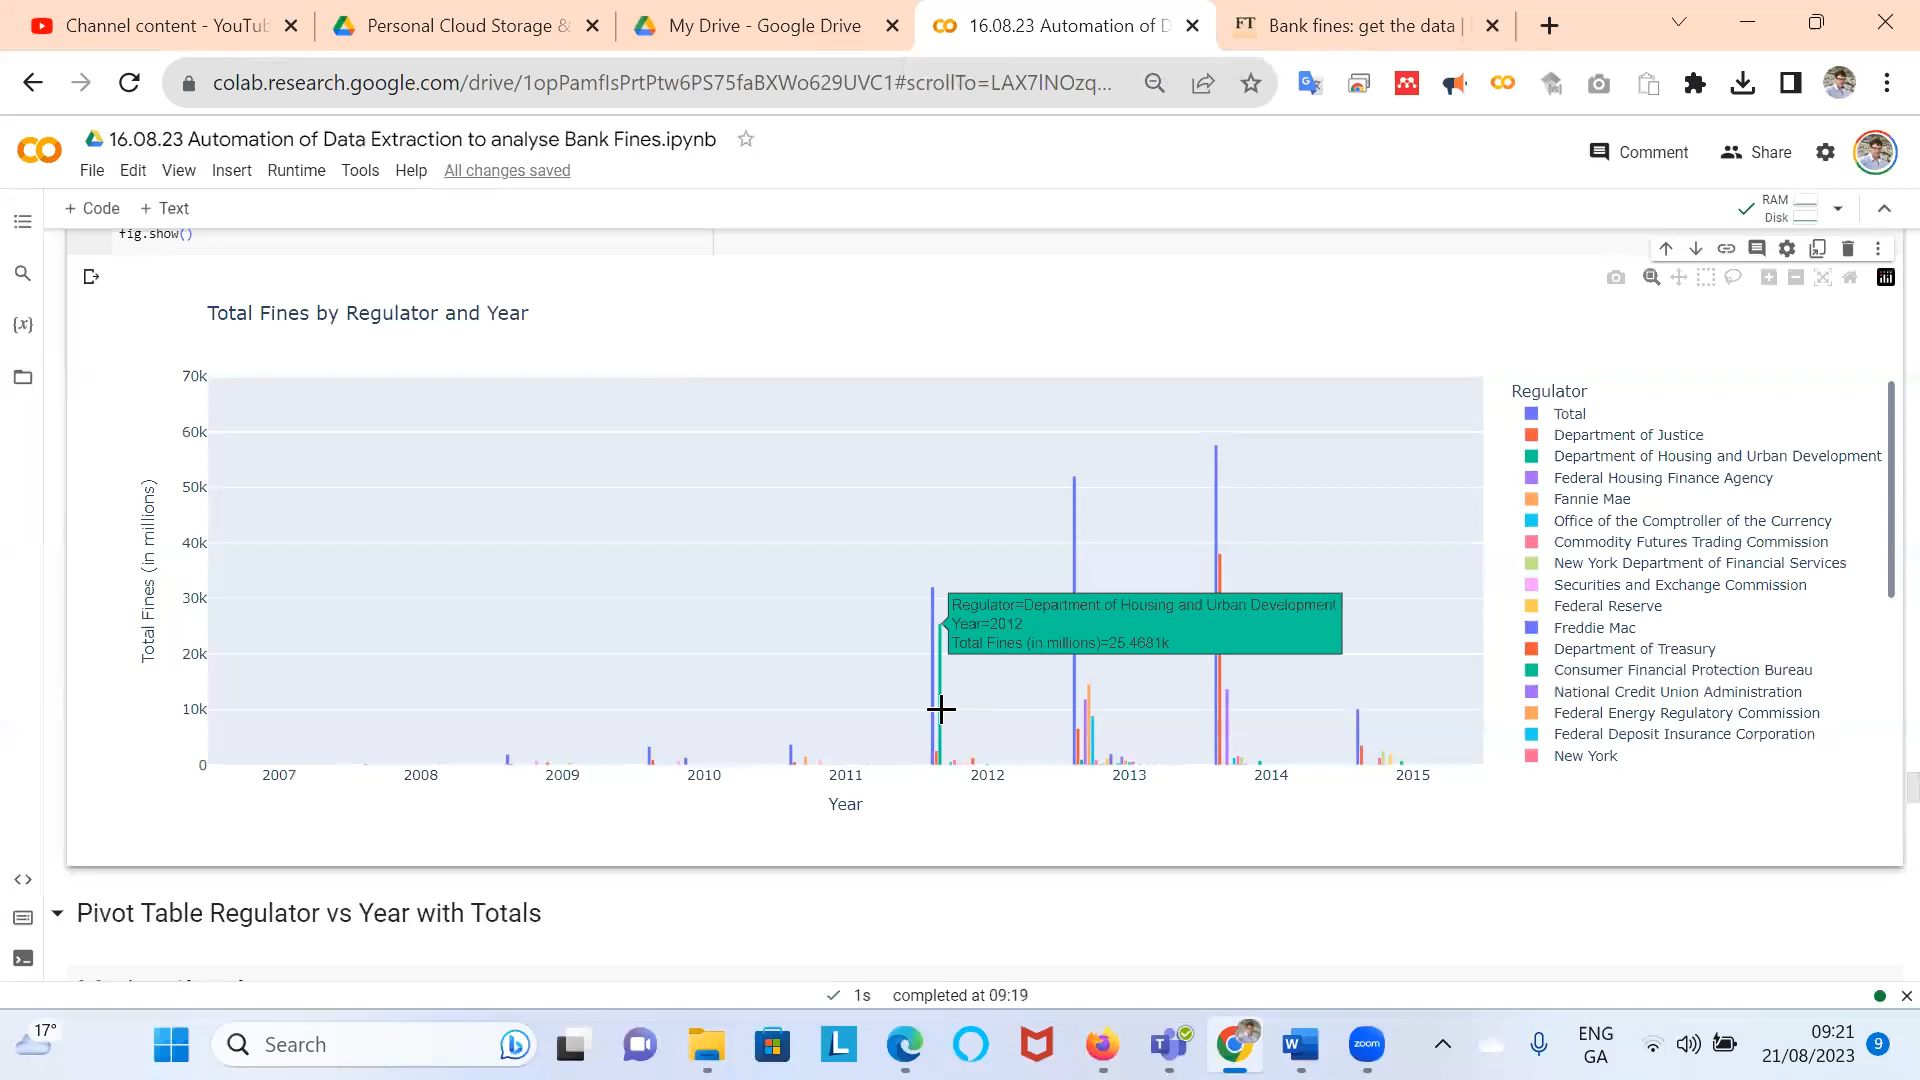 Channel content - YouTub
Personal Cloud Storage &
My Drive - Google Drive
16.08.23 Automation of D
FT Bank fines: get the data |
colab.research.google.com/drive/1opPamfIsPrtPtw6PS75faBXWo629UVC1#scrollTo=LAX7lNOzq...
16.08.23 Automation of Data Extraction to analyse Bank Fines.ipynb
Comment
Share
File Edit View Insert Runtime Tools Help All changes saved
+ Code + Text
RAM
Disk
fig.show()
Total Fines by Regulator and Year
70k
60k
50k
40k
30k
20k
10k
0
Total Fines (in millions)
2007 2008 2009 2010 2011 2012 2013 2014 2015
Year
Regulator=Department of Housing and Urban Development
Year=2012
Total Fines (in millions)=25.4681k
Regulator
Total
Department of Justice
Department of Housing and Urban Development
Federal Housing Finance Agency
Fannie Mae
Office of the Comptroller of the Currency
Commodity Futures Trading Commission
New York Department of Financial Services
Securities and Exchange Commission
Federal Reserve
Freddie Mac
Department of Treasury
Consumer Financial Protection Bureau
National Credit Union Administration
Federal Energy Regulatory Commission
Federal Deposit Insurance Corporation
New York
Pivot Table Regulator vs Year with Totals
1s completed at 09:19
17°
Search
L
T
W
zoom
ENG
GA
09:21
21/08/2023
9